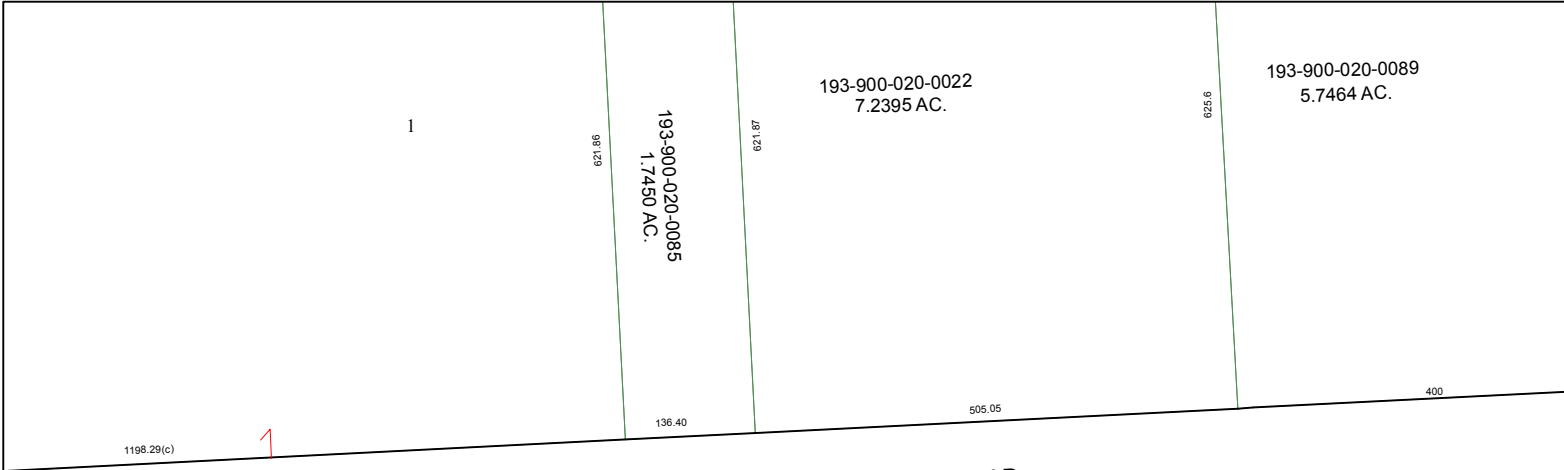 1
621.86
193-900-020-0085
1.7450 AC.
621.87
193-900-020-0022
7.2395 AC.
625.6
193-900-020-0089
5.7464 AC.
1198.29(c)
1
136.40
505.05
400